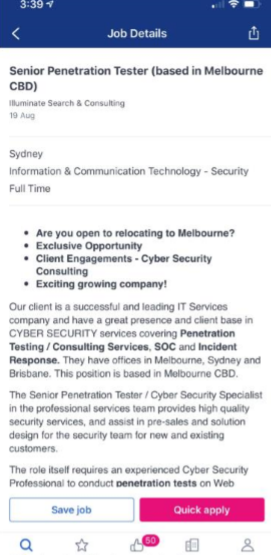 3:39
Job Details
Senior Penetration Tester (based in Melbourne
CBD)
Illuminate Search & Consulting
19 Aug
Sydney
Information & Communication Technology - Security
Full Time
• Are you open to relocating to Melbourne?
• Exclusive Opportunity
• Client Engagements - Cyber Security
Consulting
• Exciting growing company!
Our client is a successful and leading IT Services
company and have a great presence and client base in
CYBER SECURITY services covering Penetration
Testing / Consulting Services, SOC and Incident
Response. They have offices in Melbourne, Sydney and
Brisbane. This position is based in Melbourne CBD.
The Senior Penetration Tester / Cyber Security Specialist
in the professional services team provides high quality
security services, and assist in pre-sales and solution
design for the security team for new and existing
customers.
The role itself requires an experienced Cyber Security
Professional to conduct penetration tests on Web
Save job
Quick apply
50